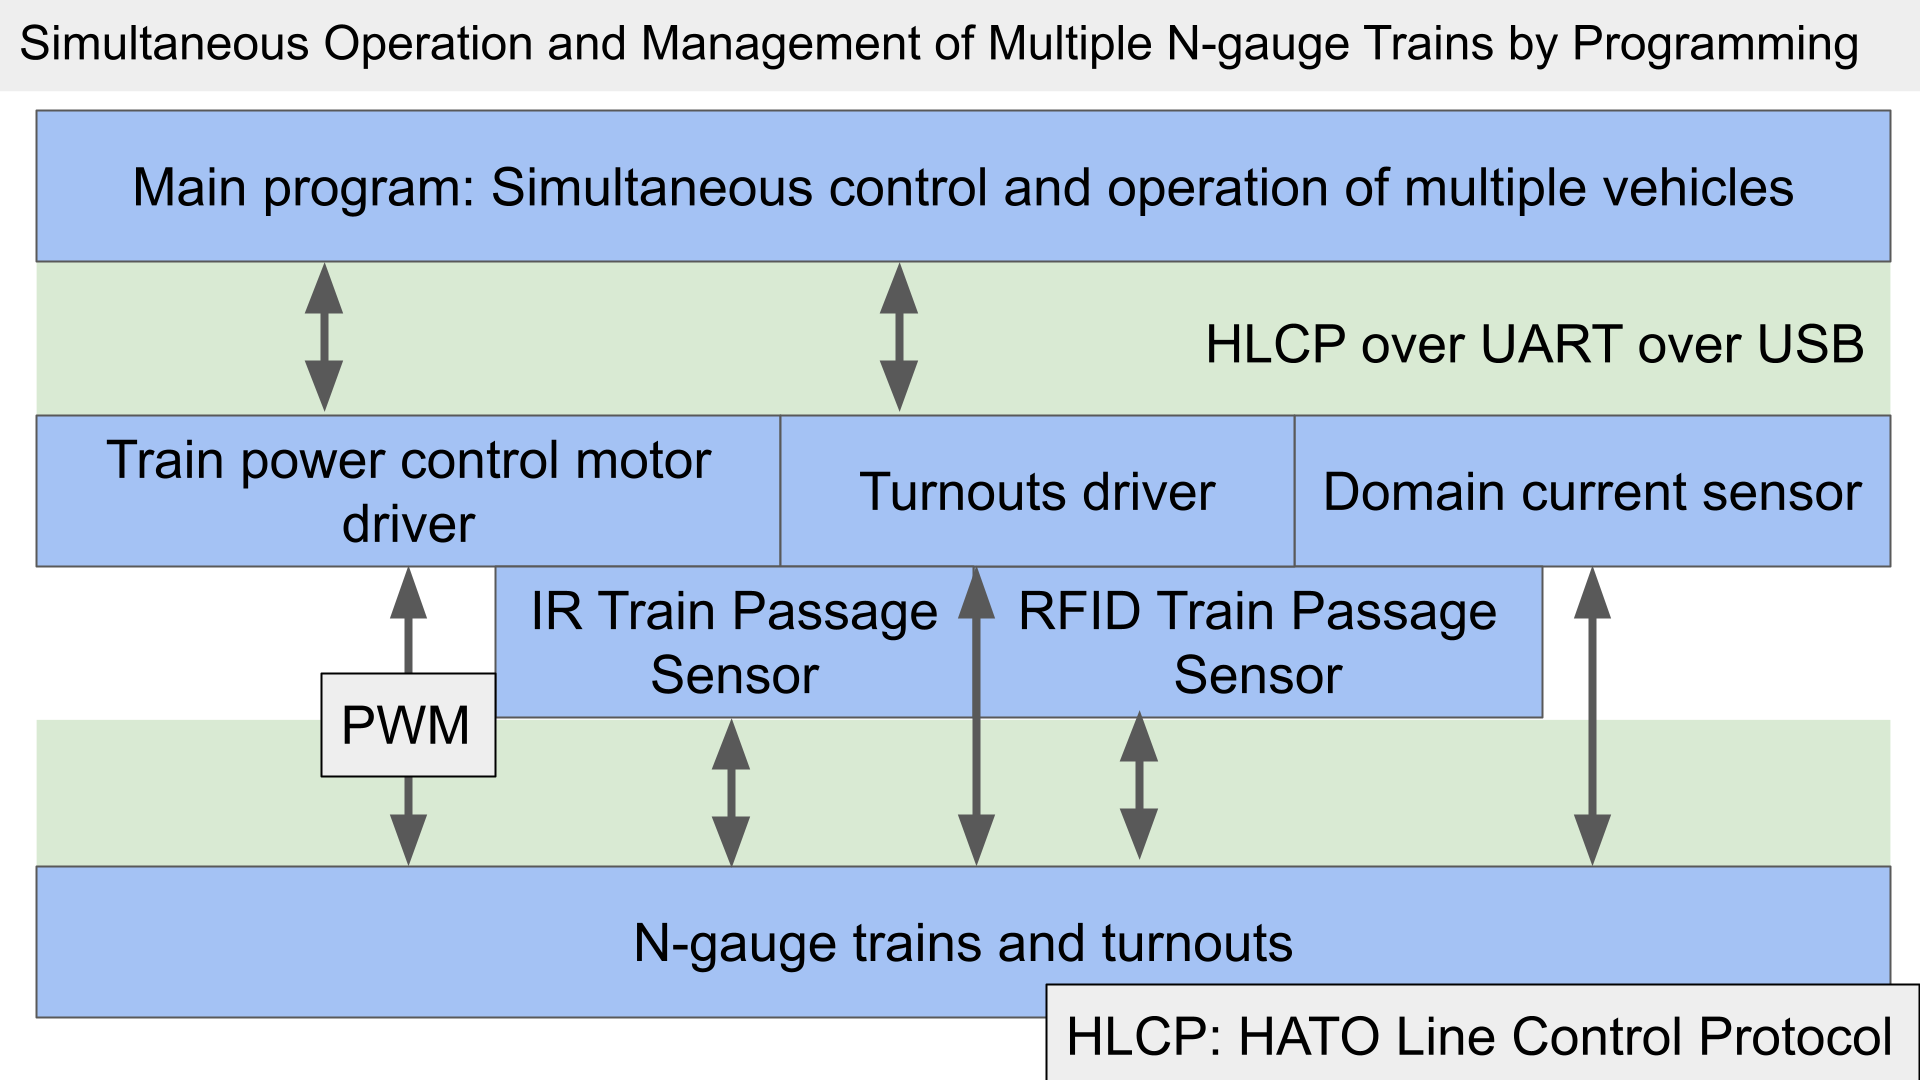 Simultaneous Operation and Management of Multiple N-gauge Trains by Programming
Main program: Simultaneous control and operation of multiple vehicles
HLCP over UART over USB
Train power control motor
driver
Turnouts driver
Domain current sensor
IR Train Passage
Sensor
RFID Train Passage
Sensor
PWM
N-gauge trains and turnouts
HLCP: HATO Line Control Protocol